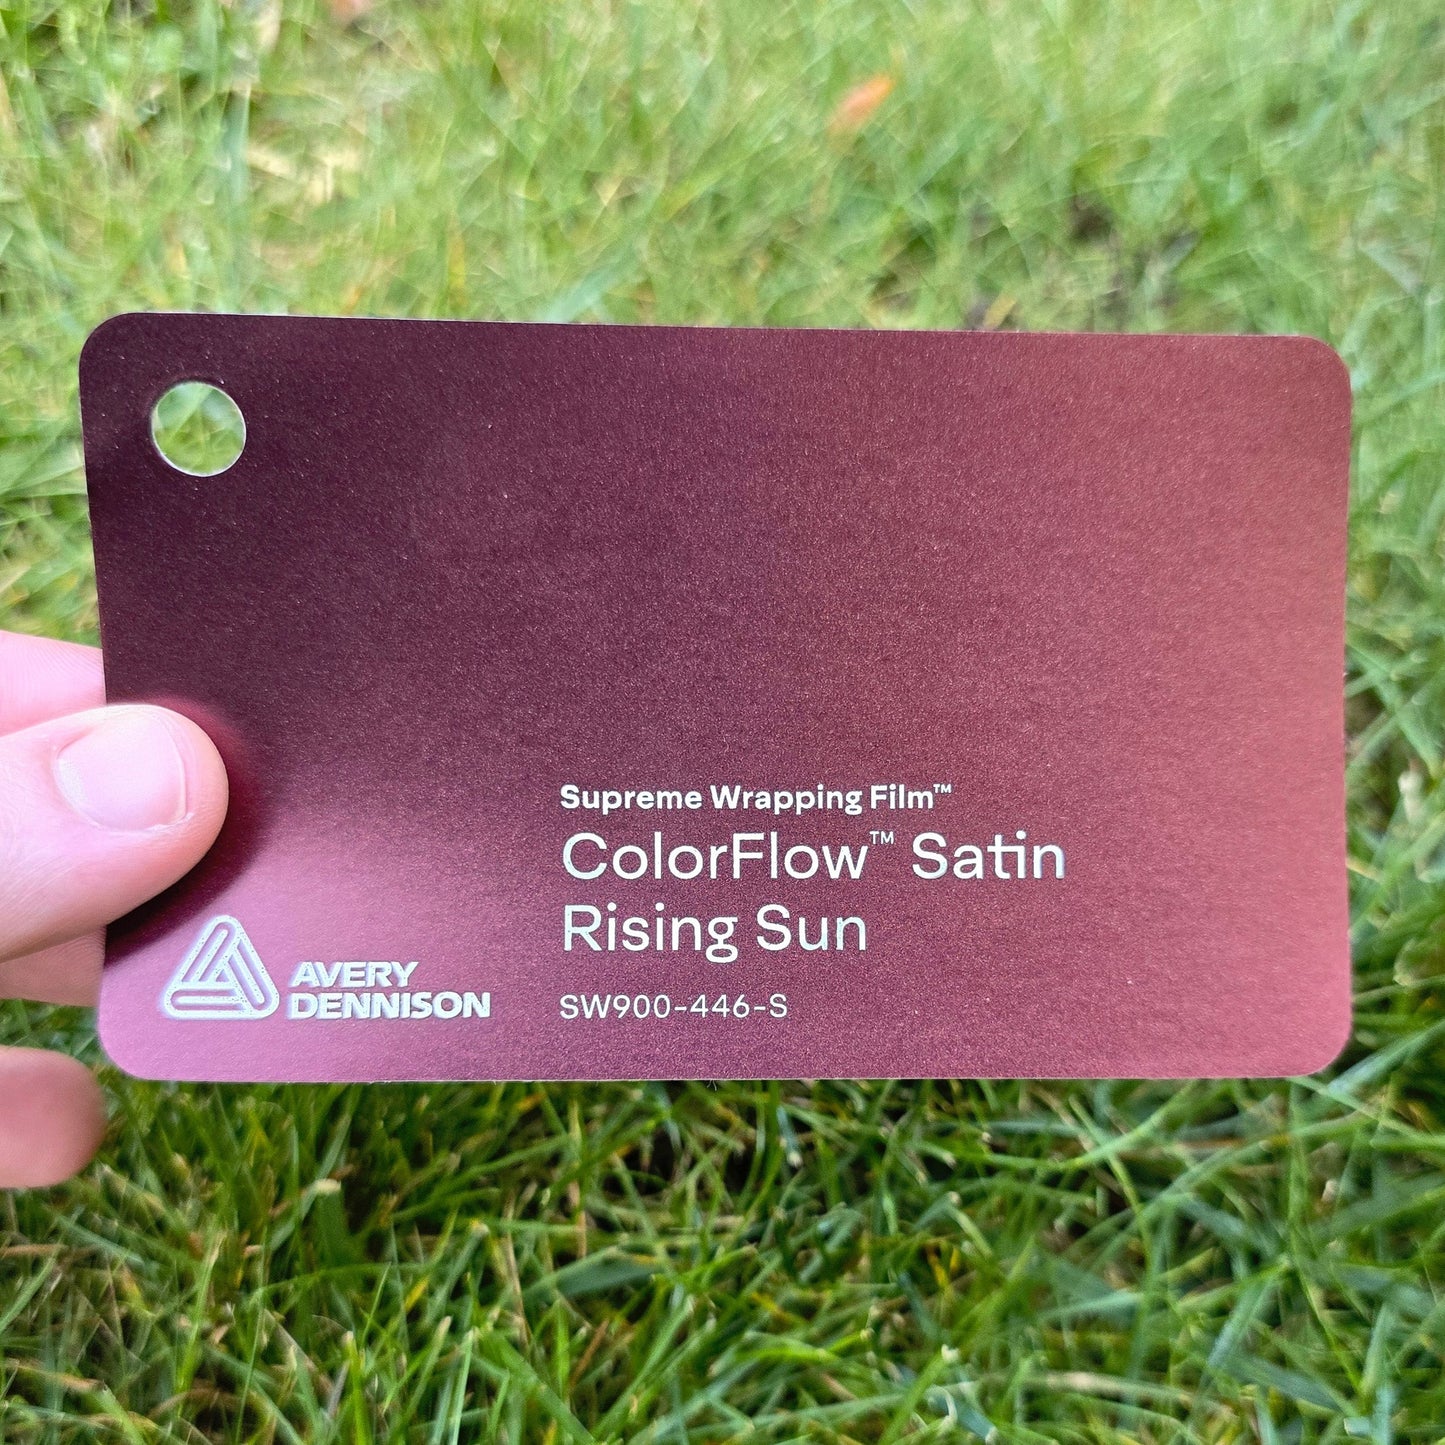 Supreme Wrapping Film™
ColorFlow™ Satin
Rising Sun
SW900-446-S
AVERY
DENNISON